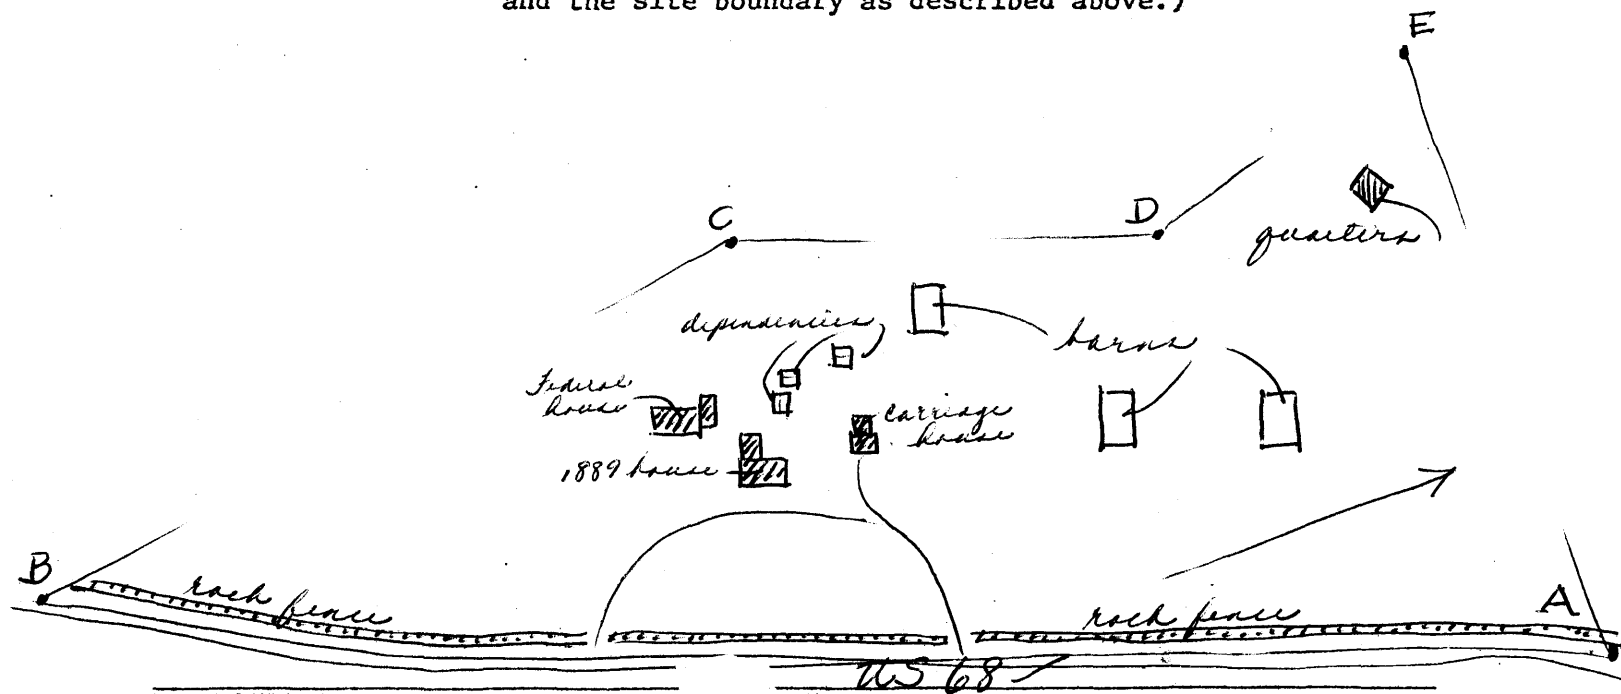 and the site boundary as described above.)
E
C
D
quarters
dependencies
barns
Federal
house
carriage
house
1889 house
B
rock fence
rock fence
A
US 68